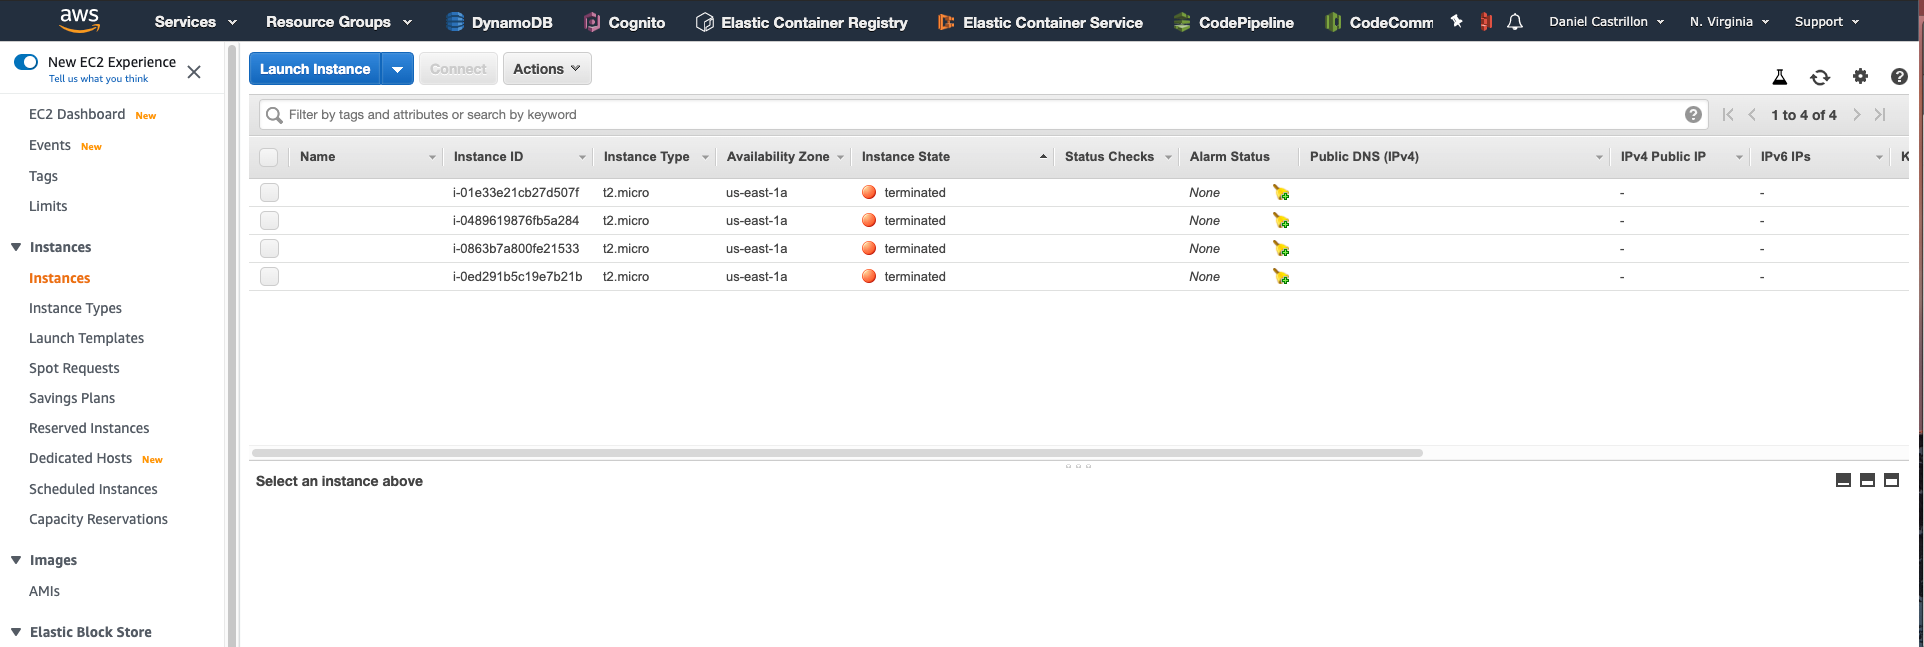 aws Services Resource Groups DynamoDB Cognito Elastic Container Registry Elastic Container Service CodePipeline CodeComm Daniel Castrillon N. Virginia Support
New EC2 Experience
Tell us what you think
EC2 Dashboard New
Events New
Tags
Limits
Instances
Instances
Instance Types
Launch Templates
Spot Requests
Savings Plans
Reserved Instances
Dedicated Hosts New
Scheduled Instances
Capacity Reservations
Images
AMIs
Elastic Block Store
Launch Instance Connect Actions
Filter by tags and attributes or search by keyword 1 to 4 of 4
Name Instance ID Instance Type Availability Zone Instance State Status Checks Alarm Status Public DNS (IPv4) IPv4 Public IP IPv6 IPs K
i-01e33e21cb27d507f t2.micro us-east-1a terminated None - -
i-0489619876fb5a284 t2.micro us-east-1a terminated None - -
i-0863b7a800fe21533 t2.micro us-east-1a terminated None - -
i-0ed291b5c19e7b21b t2.micro us-east-1a terminated None - -
Select an instance above